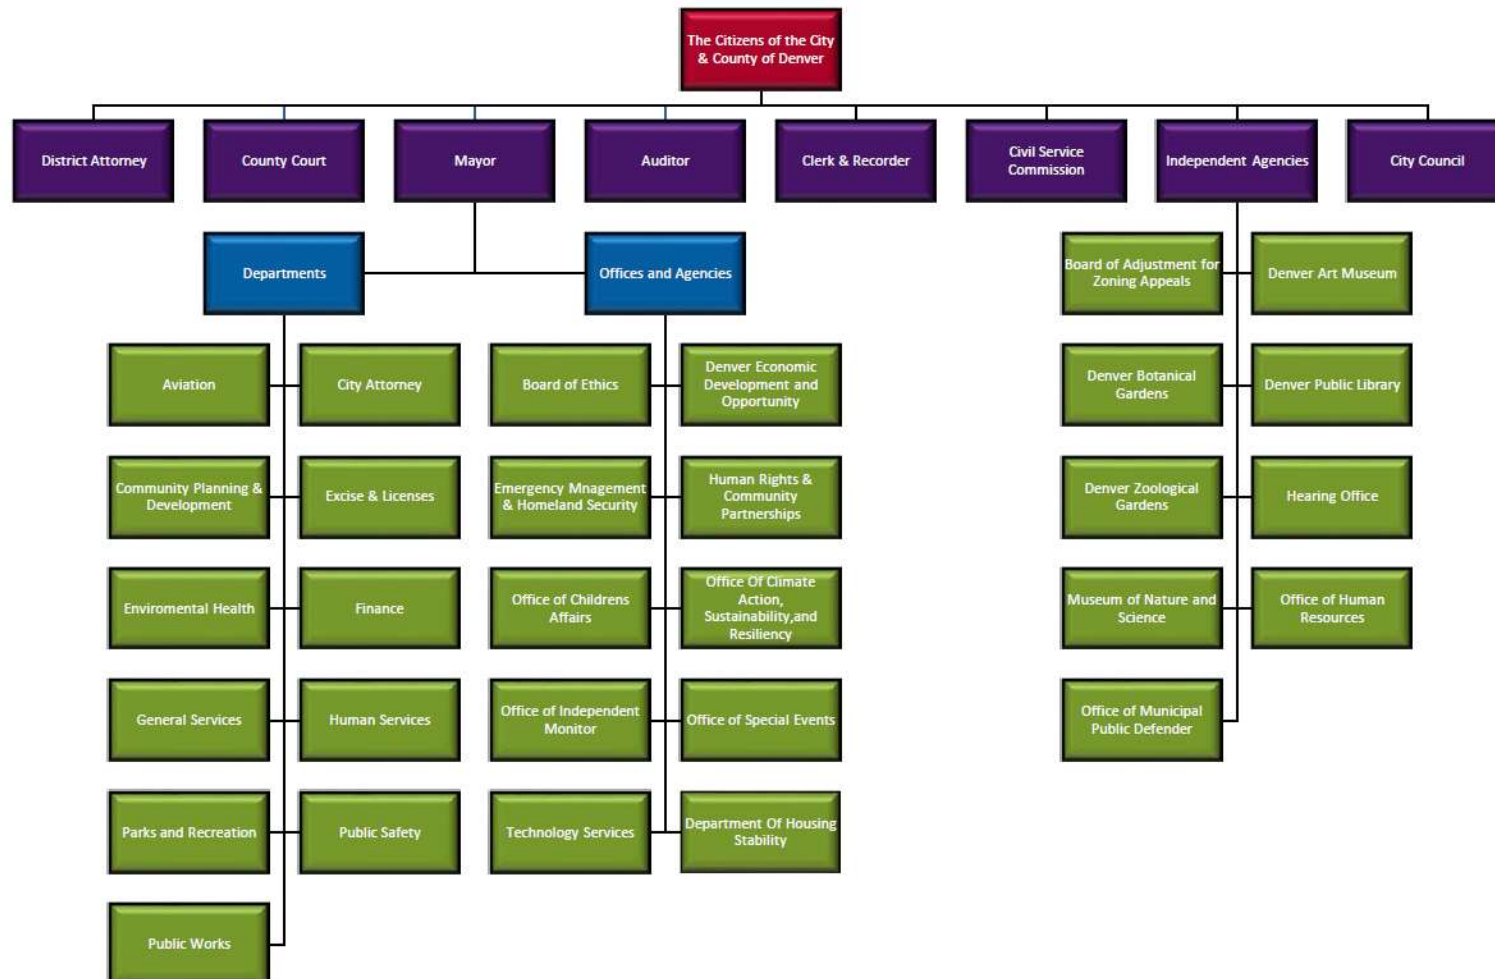 The Citizens of the City
& County of Denver
District Attorney
County Court
Mayor
Auditor
Clerk & Recorder
Civil Service
Commission
Independent Agencies
City Council
Departments
Offices and Agencies
Board of Adjustment for
Zoning Appeals
Denver Art Museum
Aviation
City Attorney
Board of Ethics
Denver Economic
Development and
Opportunity
Denver Botanical
Gardens
Denver Public Library
Community Planning &
Development
Excise & Licenses
Emergency Mnagement
& Homeland Security
Human Rights &
Community
Partnerships
Denver Zoological
Gardens
Hearing Office
Enviromental Health
Finance
Office of Childrens
Affairs
Office Of Climate
Action,
Sustainability,and
Resiliency
Museum of Nature and
Science
Office of Human
Resources
General Services
Human Services
Office of Independent
Monitor
Office of Special Events
Office of Municipal
Public Defender
Parks and Recreation
Public Safety
Technology Services
Department Of Housing
Stability
Public Works